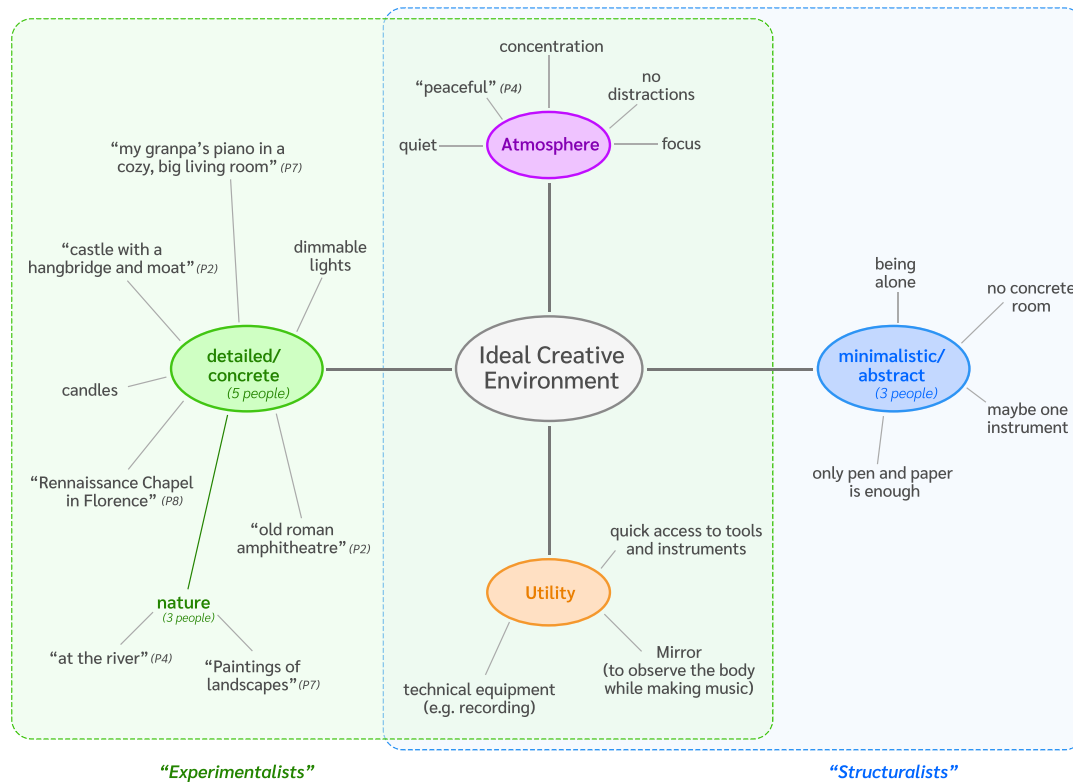 concentration
“peaceful” (P4)
no
distractions
quiet
Atmosphere
focus
“my granpa’s piano in a
cozy, big living room” (P7)
“castle with a
hangbridge and moat” (P2)
dimmable
lights
being
alone
no concrete
room
detailed/
concrete
(5 people)
Ideal Creative
Environment
minimalistic/
abstract
(3 people)
candles
maybe one
instrument
“Rennaissance Chapel
in Florence” (P8)
only pen and paper
is enough
“old roman
amphitheatre” (P2)
quick access to tools
and instruments
Utility
nature
(3 people)
“at the river” (P4)
“Paintings of
landscapes” (P7)
Mirror
(to observe the body
while making music)
technical equipment
(e.g. recording)
“Experimentalists”
“Structuralists”